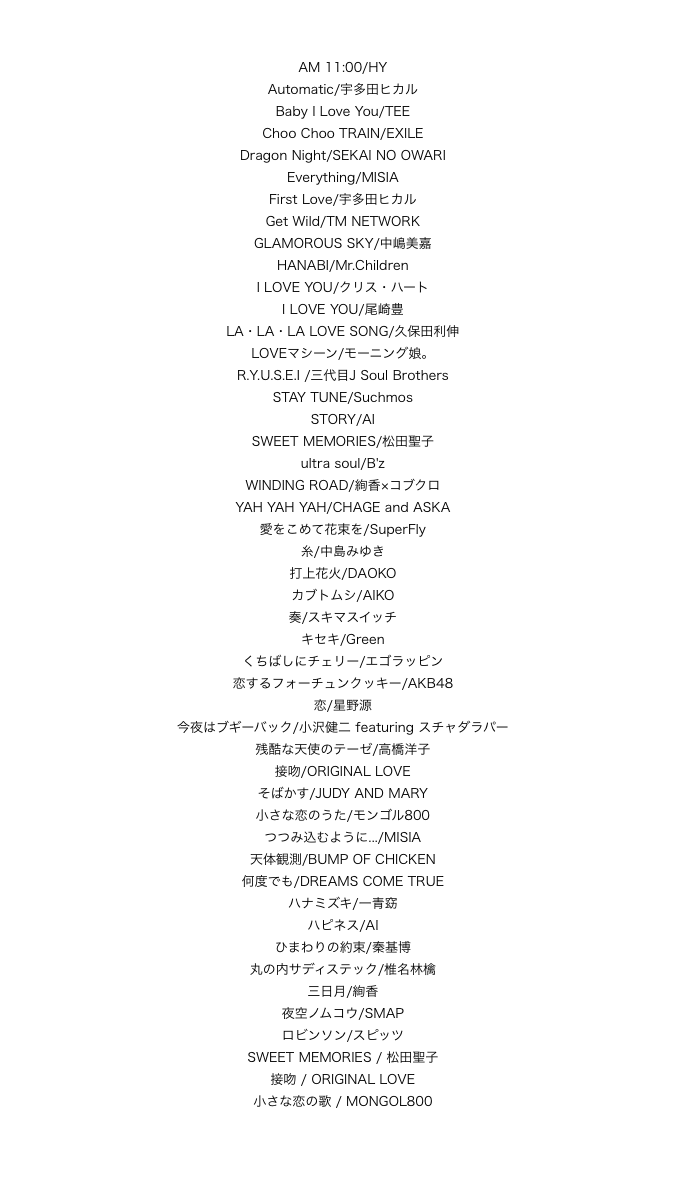 AM 11:00/HY
Automatic/宇多田ヒカル
Baby I Love You/TEE
Choo Choo TRAIN/EXILE
Dragon Night/SEKAI NO OWARI
Everything/MISIA
First Love/宇多田ヒカル
Get Wild/TM NETWORK
GLAMOROUS SKY/中嶋美嘉
HANABI/Mr.Children
I LOVE YOU/クリス・ハート
I LOVE YOU/尾崎豊
LA・LA・LA LOVE SONG/久保田利伸
LOVEマシーン/モーニング娘。
R.Y.U.S.E.I /三代目J Soul Brothers
STAY TUNE/Suchmos
STORY/AI
SWEET MEMORIES/松田聖子
ultra soul/B'z
WINDING ROAD/絢香×コブクロ
YAH YAH YAH/CHAGE and ASKA
愛をこめて花束を/SuperFly
糸/中島みゆき
打上花火/DAOKO
カブトムシ/AIKO
奏/スキマスイッチ
キセキ/Green
くちばしにチェリー/エゴラッピン
恋するフォーチュンクッキー/AKB48
恋/星野源
今夜はブギーバック/小沢健二 featuring スチャダラパー
残酷な天使のテーゼ/高橋洋子
接吻/ORIGINAL LOVE
そばかす/JUDY AND MARY
小さな恋のうた/モンゴル800
つつみ込むように.../MISIA
天体観測/BUMP OF CHICKEN
何度でも/DREAMS COME TRUE
ハナミズキ/一青窈
ハピネス/AI
ひまわりの約束/秦基博
丸の内サディステック/椎名林檎
三日月/絢香
夜空ノムコウ/SMAP
ロビンソン/スピッツ
SWEET MEMORIES / 松田聖子
接吻 / ORIGINAL LOVE
小さな恋の歌 / MONGOL800